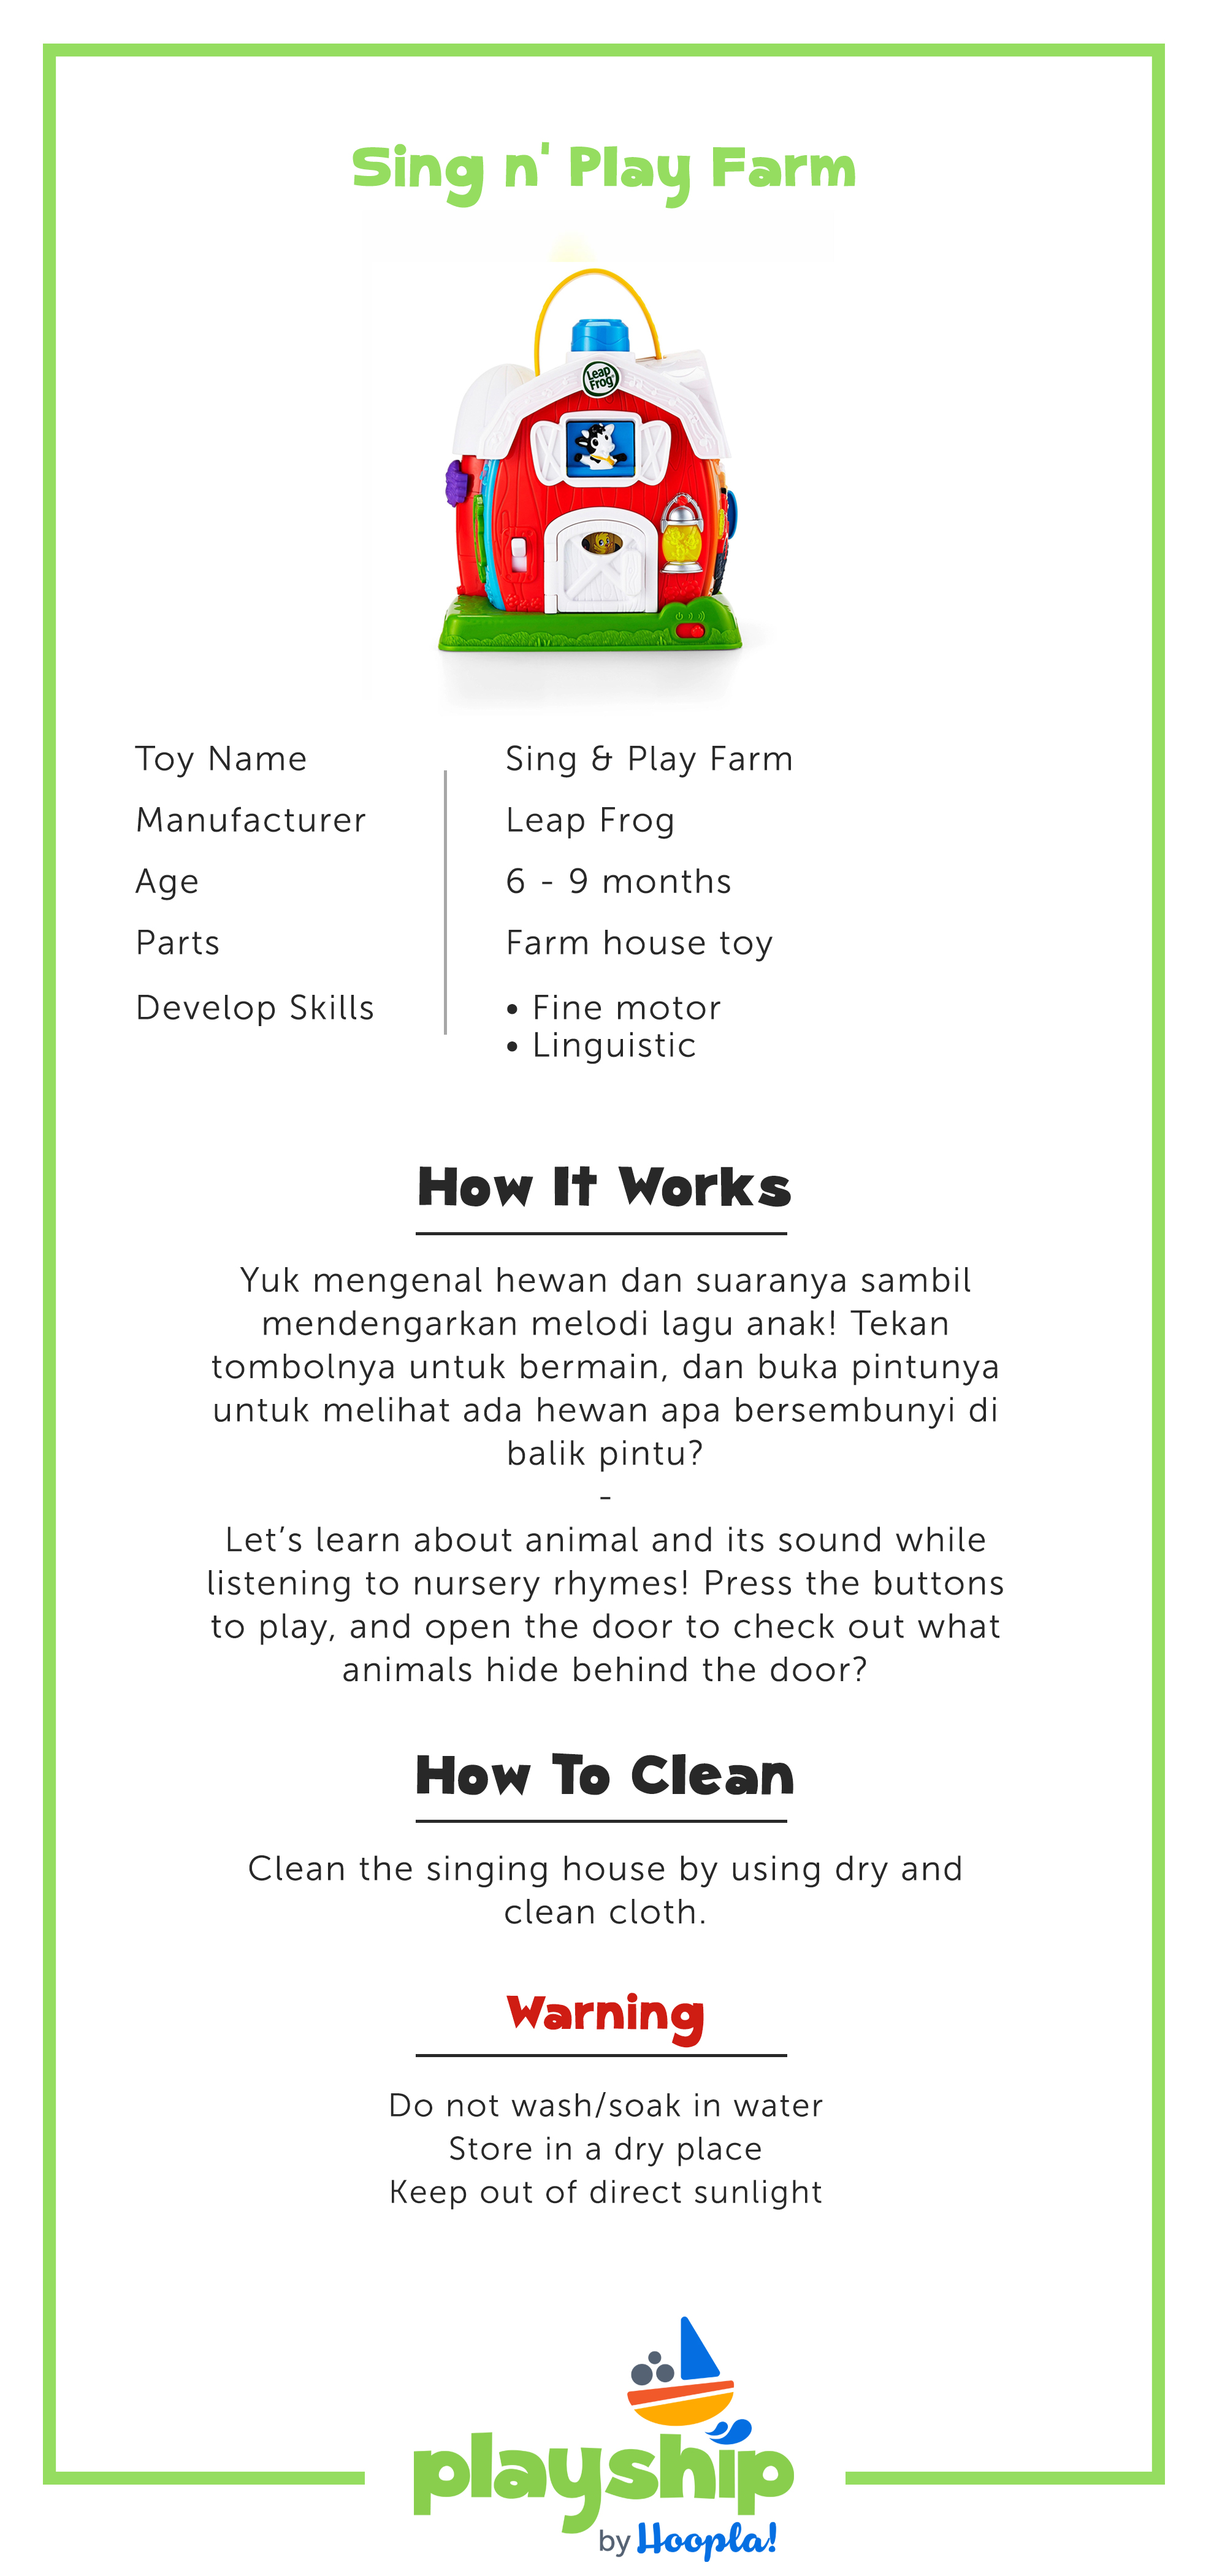 Sing n' Play Farm
Leap
Frog
Toy Name
Sing & Play Farm
Manufacturer
Leap Frog
Age
6 - 9 months
Parts
Farm house toy
Develop Skills
• Fine motor
• Linguistic
How It Works
Yuk mengenal hewan dan suaranya sambil
mendengarkan melodi lagu anak! Tekan
tombolnya untuk bermain, dan buka pintunya
untuk melihat ada hewan apa bersembunyi di
balik pintu?
-
Let’s learn about animal and its sound while
listening to nursery rhymes! Press the buttons
to play, and open the door to check out what
animals hide behind the door?
How To Clean
Clean the singing house by using dry and
clean cloth.
Warning
Do not wash/soak in water
Store in a dry place
Keep out of direct sunlight
playship
by Hoopla!